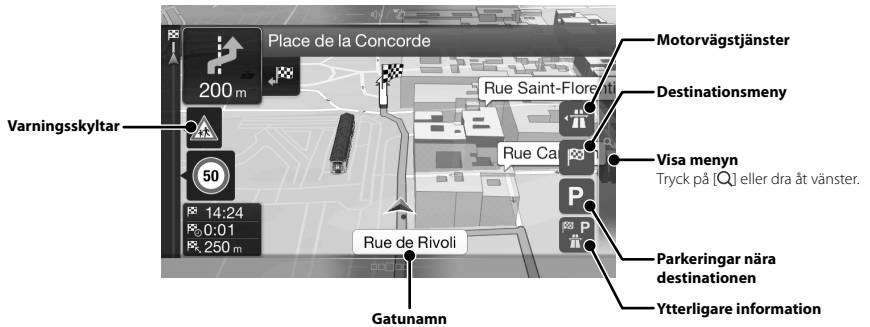 Place de la Concorde
200 m
Rue Saint-Florenti
Rue Ca
50
P
14:24
0:01
P
250 m
Rue de Rivoli
Varningsskyltar
Motorvägstjänster
Destinationsmeny
Visa menyn
Tryck på [Q] eller dra åt vänster.
Parkeringar nära
destinationen
Ytterligare information
Gatunamn